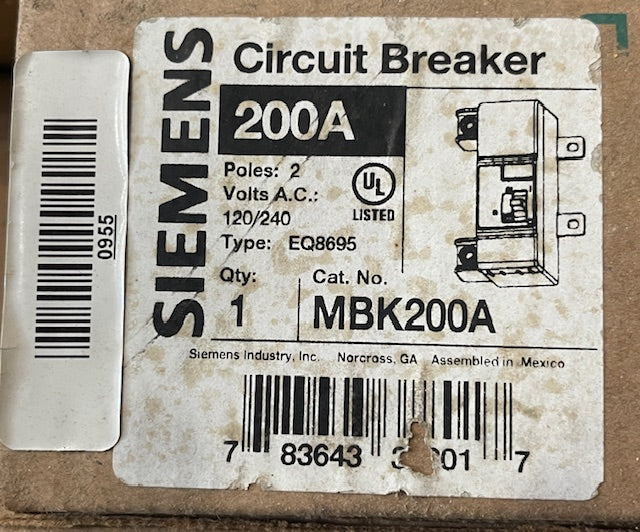 SIEMENS
Circuit Breaker
200A
Poles: 2
Volts A.C.:
120/240
Type: EQ8695
UL
LISTED
Qty:
1
Cat. No.
MBK200A
Siemens Industry, Inc. Norcross, GA Assembled in Mexico
7 83643 01 7
0955